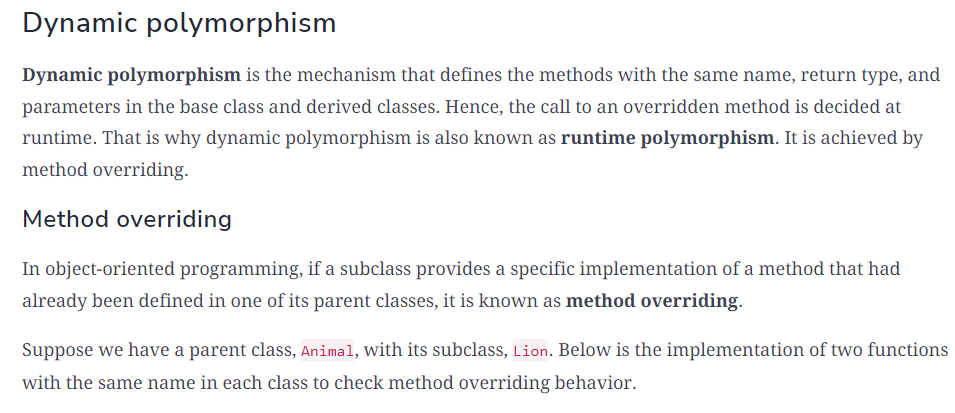 Dynamic polymorphism
Dynamic polymorphism is the mechanism that defines the methods with the same name, return type, and
parameters in the base class and derived classes. Hence, the call to an overridden method is decided at
runtime. That is why dynamic polymorphism is also known as runtime polymorphism. It is achieved by
method overriding.
Method overriding
In object-oriented programming, if a subclass provides a specific implementation of a method that had
already been defined in one of its parent classes, it is known as method overriding.
Suppose we have a parent class, Animal, with its subclass, Lion. Below is the implementation of two functions
with the same name in each class to check method overriding behavior.